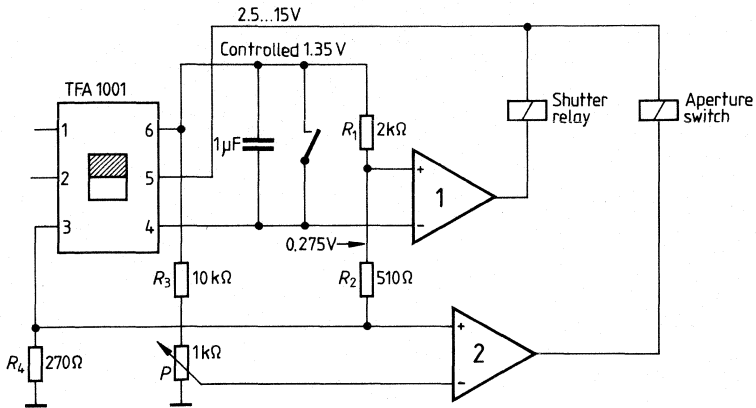 2.5...15V
Controlled 1.35 V
TFA 1001
1
2
3
6
5
4
1µF
R1 2kΩ
Shutter relay
Aperture switch
+
1
−
0.275V
R3 10kΩ
R2 510Ω
R4 270Ω
1kΩ
P
+
2
−